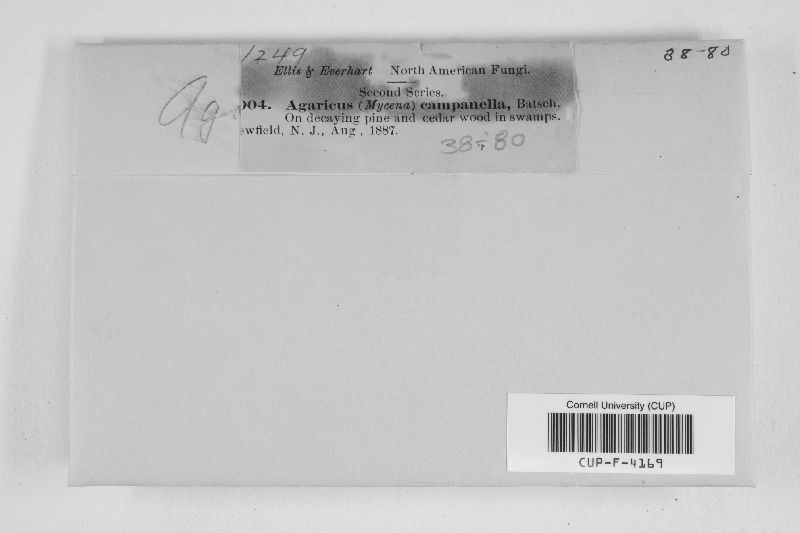 1249
38-80
Ellis & Everhart North American Fungi.
Second Series.
Ag
004. Agaricus (Mycena) campanella, Batsch.
On decaying pine and cedar wood in swamps.
ewfield, N. J., Aug , 1887.
38-80
Cornell University (CUP)
CUP-F-4169